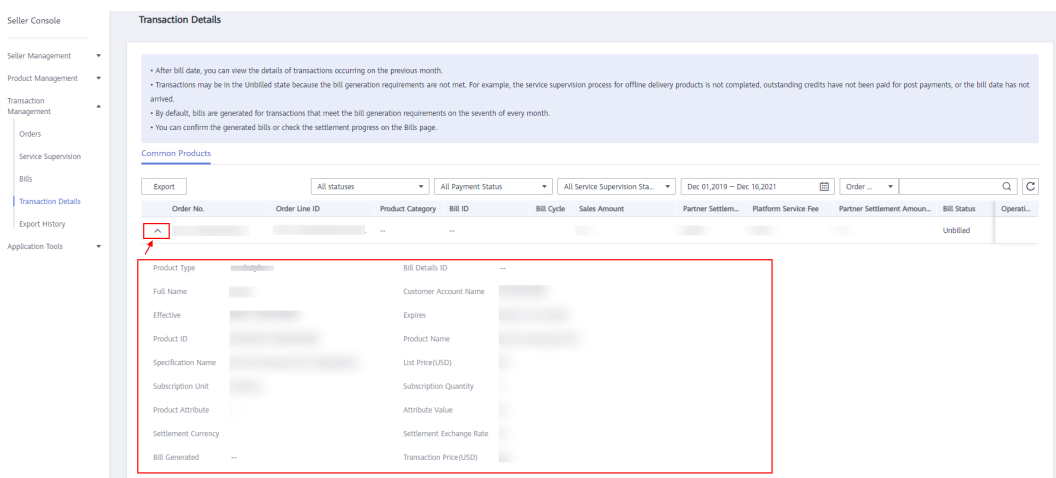 Seller Console
Transaction Details
Seller Management
Product Management
Transaction
Management
Orders
Service Supervision
Bills
Transaction Details
Export History
Application Tools
• After bill date, you can view the details of transactions occurring on the previous month.
• Transactions may be in the Unbilled state because the bill generation requirements are not met. For example, the service supervision process for offline delivery products is not completed, outstanding credits have not been paid for post payments, or the bill date has not
arrived.
• By default, bills are generated for transactions that meet the bill generation requirements on the seventh of every month.
• You can confirm the generated bills or check the settlement progress on the Bills page.
Common Products
Export All statuses All Payment Status All Service Supervision Sta... Dec 01,2019 — Dec 16,2021 Order ...
Order No. Order Line ID Product Category Bill ID Bill Cycle Sales Amount Partner Settlem... Platform Service Fee Partner Settlement Amoun... Bill Status Operati...
-- -- Unbilled
Product Type Bill Details ID --
Full Name Customer Account Name
Effective Expires
Product ID Product Name
Specification Name List Price(USD)
Subscription Unit Subscription Quantity
Product Attribute Attribute Value
Settlement Currency Settlement Exchange Rate
Bill Generated -- Transaction Price(USD)